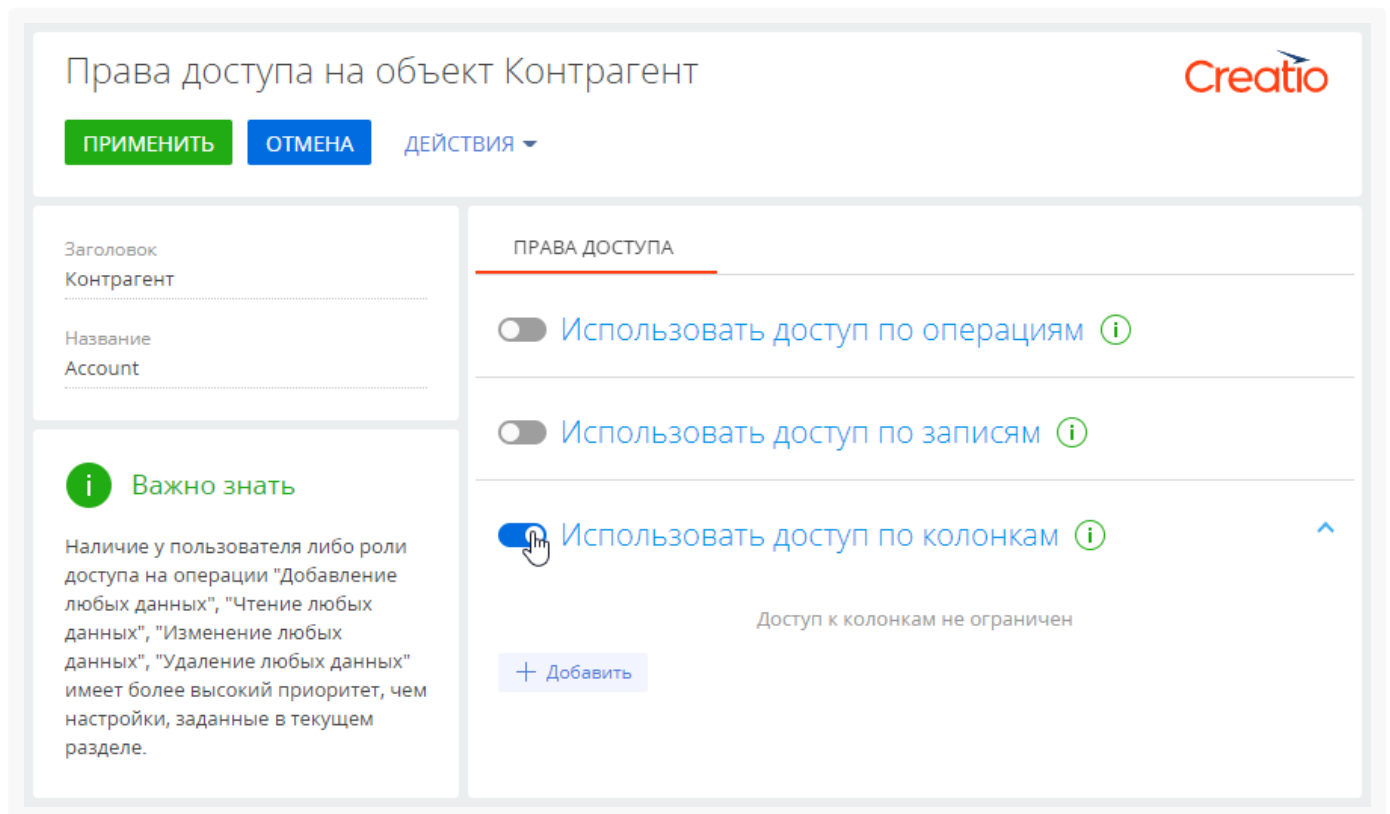 Права доступа на объект Контрагент
Creatio
ПРИМЕНИТЬ
ОТМЕНА
ДЕЙСТВИЯ
Заголовок
Контрагент
Название
Account
i Важно знать
Наличие у пользователя либо роли
доступа на операции "Добавление
любых данных", "Чтение любых
данных", "Изменение любых
данных", "Удаление любых данных"
имеет более высокий приоритет, чем
настройки, заданные в текущем
разделе.
ПРАВА ДОСТУПА
Использовать доступ по операциям i
Использовать доступ по записям i
Использовать доступ по колонкам i
Доступ к колонкам не ограничен
+ Добавить